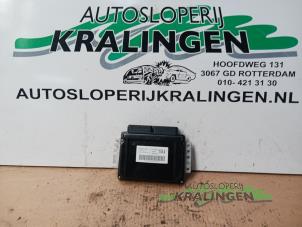 AUTOSLOPERIJ
KRALINGEN
HOOFDWEG 131
3067 GD ROTTERDAM
010- 421 31 30
AUTOSLOPERIJKRALINGEN.NL
AUTOSLOPERIJ
KRALINGEN